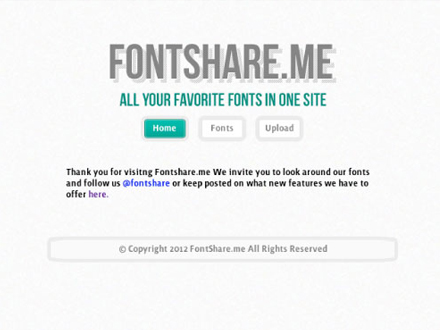 FONTSHARE.ME
ALL YOUR FAVORITE FONTS IN ONE SITE
Home Fonts Upload
Thank you for visitng Fontshare.me We invite you to look around our fonts
and follow us @fontshare or keep posted on what new features we have to
offer here.
© Copyright 2012 FontShare.me All Rights Reserved